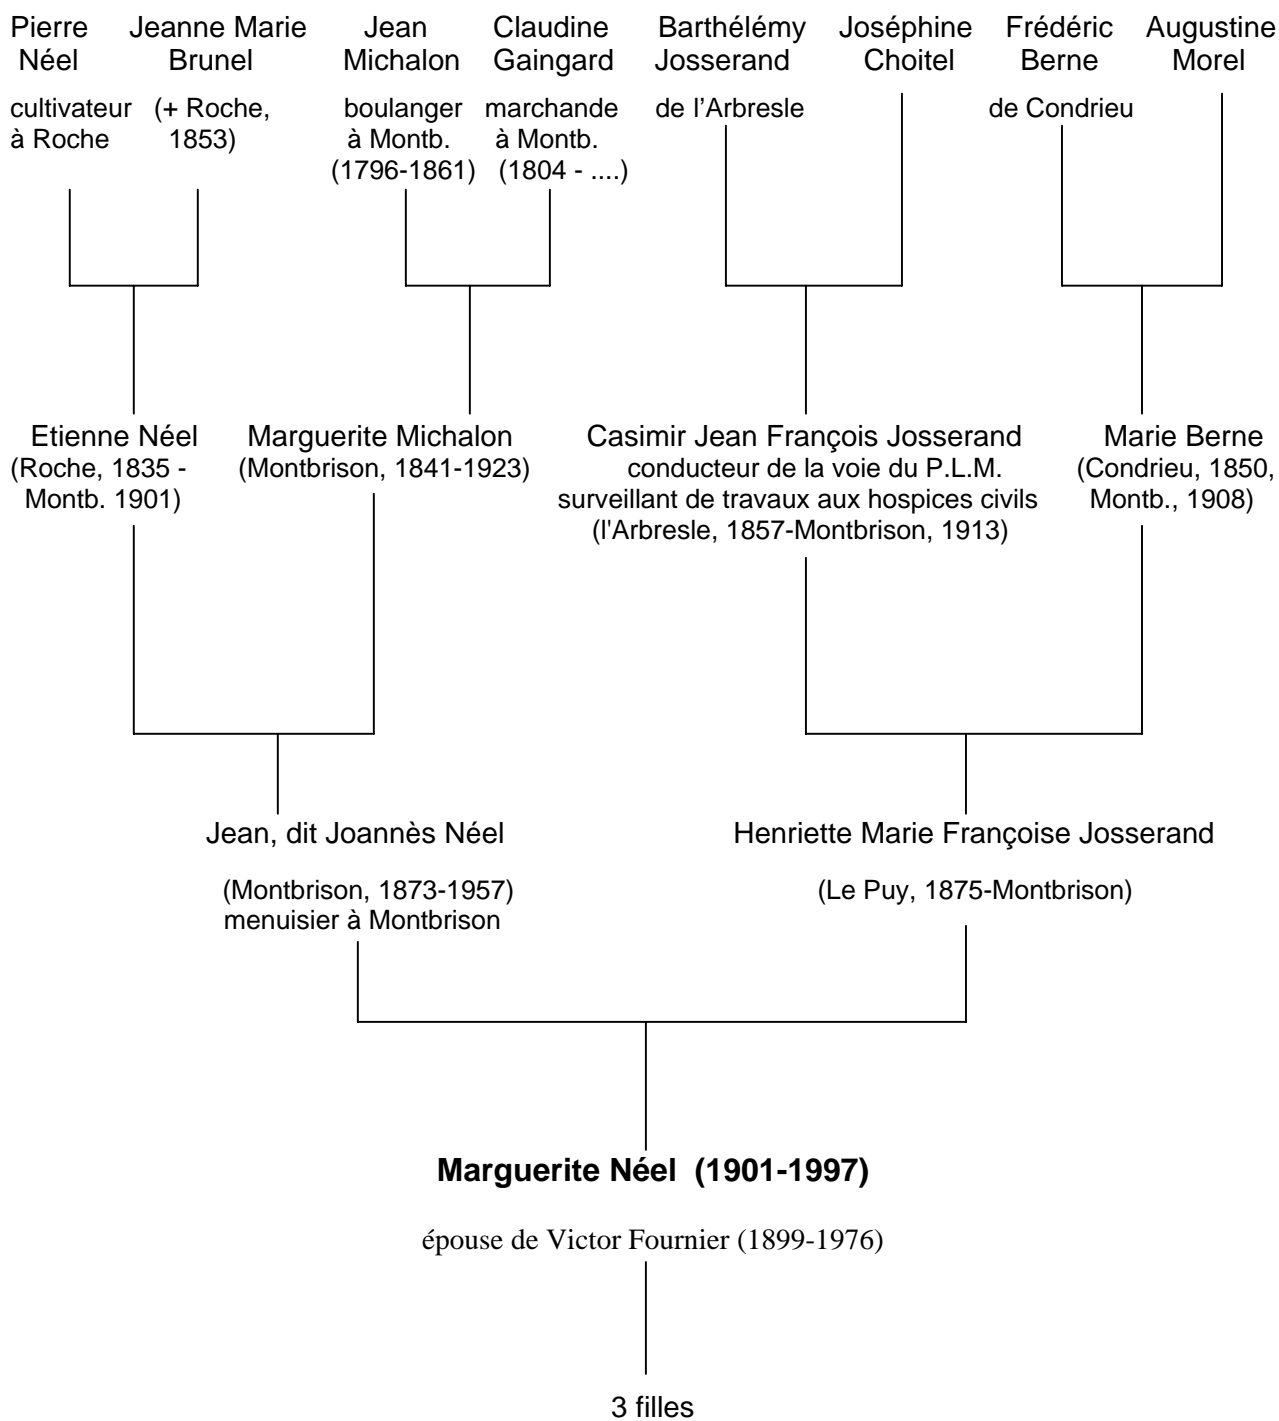 Pierre Néel
Jeanne Marie Brunel
Jean Michalon
Claudine Gaingard
Barthélémy Josserand
Joséphine Choitel
Frédéric Berne
Augustine Morel
cultivateur
à Roche
(+ Roche,
1853)
boulanger
à Montb.
(1796-1861)
marchande
à Montb.
(1804 - ....)
de l'Arbresle
de Condrieu
Etienne Néel
(Roche, 1835 -
Montb. 1901)
Marguerite Michalon
(Montbrison, 1841-1923)
Casimir Jean François Josserand
conducteur de la voie du P.L.M.
surveillant de travaux aux hospices civils
(l'Arbresle, 1857-Montbrison, 1913)
Marie Berne
(Condrieu, 1850,
Montb., 1908)
Jean, dit Joannès Néel
(Montbrison, 1873-1957)
menuisier à Montbrison
Henriette Marie Françoise Josserand
(Le Puy, 1875-Montbrison)
Marguerite Néel (1901-1997)
épouse de Victor Fournier (1899-1976)
3 filles